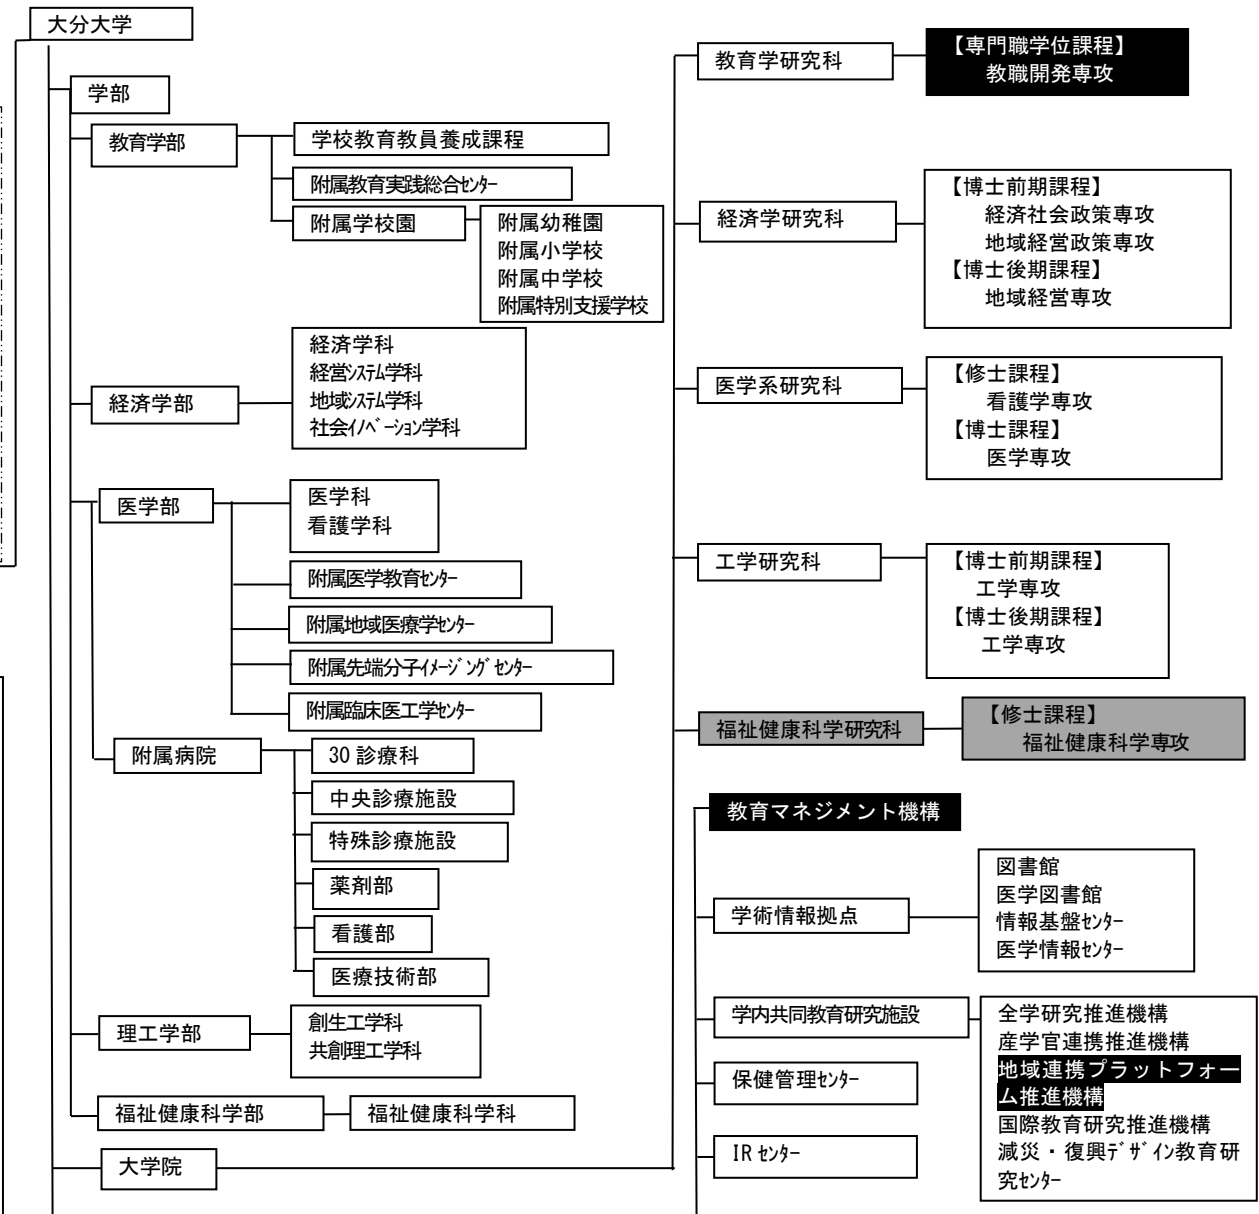 大分大学
学部
教育学部
学校教育教員養成課程
附属教育実践総合ｾﾝﾀｰ
附属学校園
附属幼稚園
附属小学校
附属中学校
附属特別支援学校
経済学部
経済学科
経営ｼｽﾃﾑ学科
地域ｼｽﾃﾑ学科
社会ｲﾉﾍﾞｰｼｮﾝ学科
医学部
医学科
看護学科
附属医学教育ｾﾝﾀｰ
附属地域医療学ｾﾝﾀｰ
附属先端分子ｲﾒｰｼﾞﾝｸﾞｾﾝﾀｰ
附属臨床医工学ｾﾝﾀｰ
附属病院
30 診療科
中央診療施設
特殊診療施設
薬剤部
看護部
医療技術部
理工学部
創生工学科
共創理工学科
福祉健康科学部
福祉健康科学科
大学院
教育学研究科
【専門職学位課程】
教職開発専攻
経済学研究科
【博士前期課程】
経済社会政策専攻
地域経営政策専攻
【博士後期課程】
地域経営専攻
医学系研究科
【修士課程】
看護学専攻
【博士課程】
医学専攻
工学研究科
【博士前期課程】
工学専攻
【博士後期課程】
工学専攻
福祉健康科学研究科
【修士課程】
福祉健康科学専攻
教育マネジメント機構
学術情報拠点
図書館
医学図書館
情報基盤ｾﾝﾀｰ
医学情報ｾﾝﾀｰ
学内共同教育研究施設
全学研究推進機構
産学官連携推進機構
地域連携プラットフォー
ム推進機構
国際教育研究推進機構
減災・復興ﾃﾞｻﾞｲﾝ教育研
究ｾﾝﾀｰ
保健管理ｾﾝﾀｰ
IR ｾﾝﾀｰ